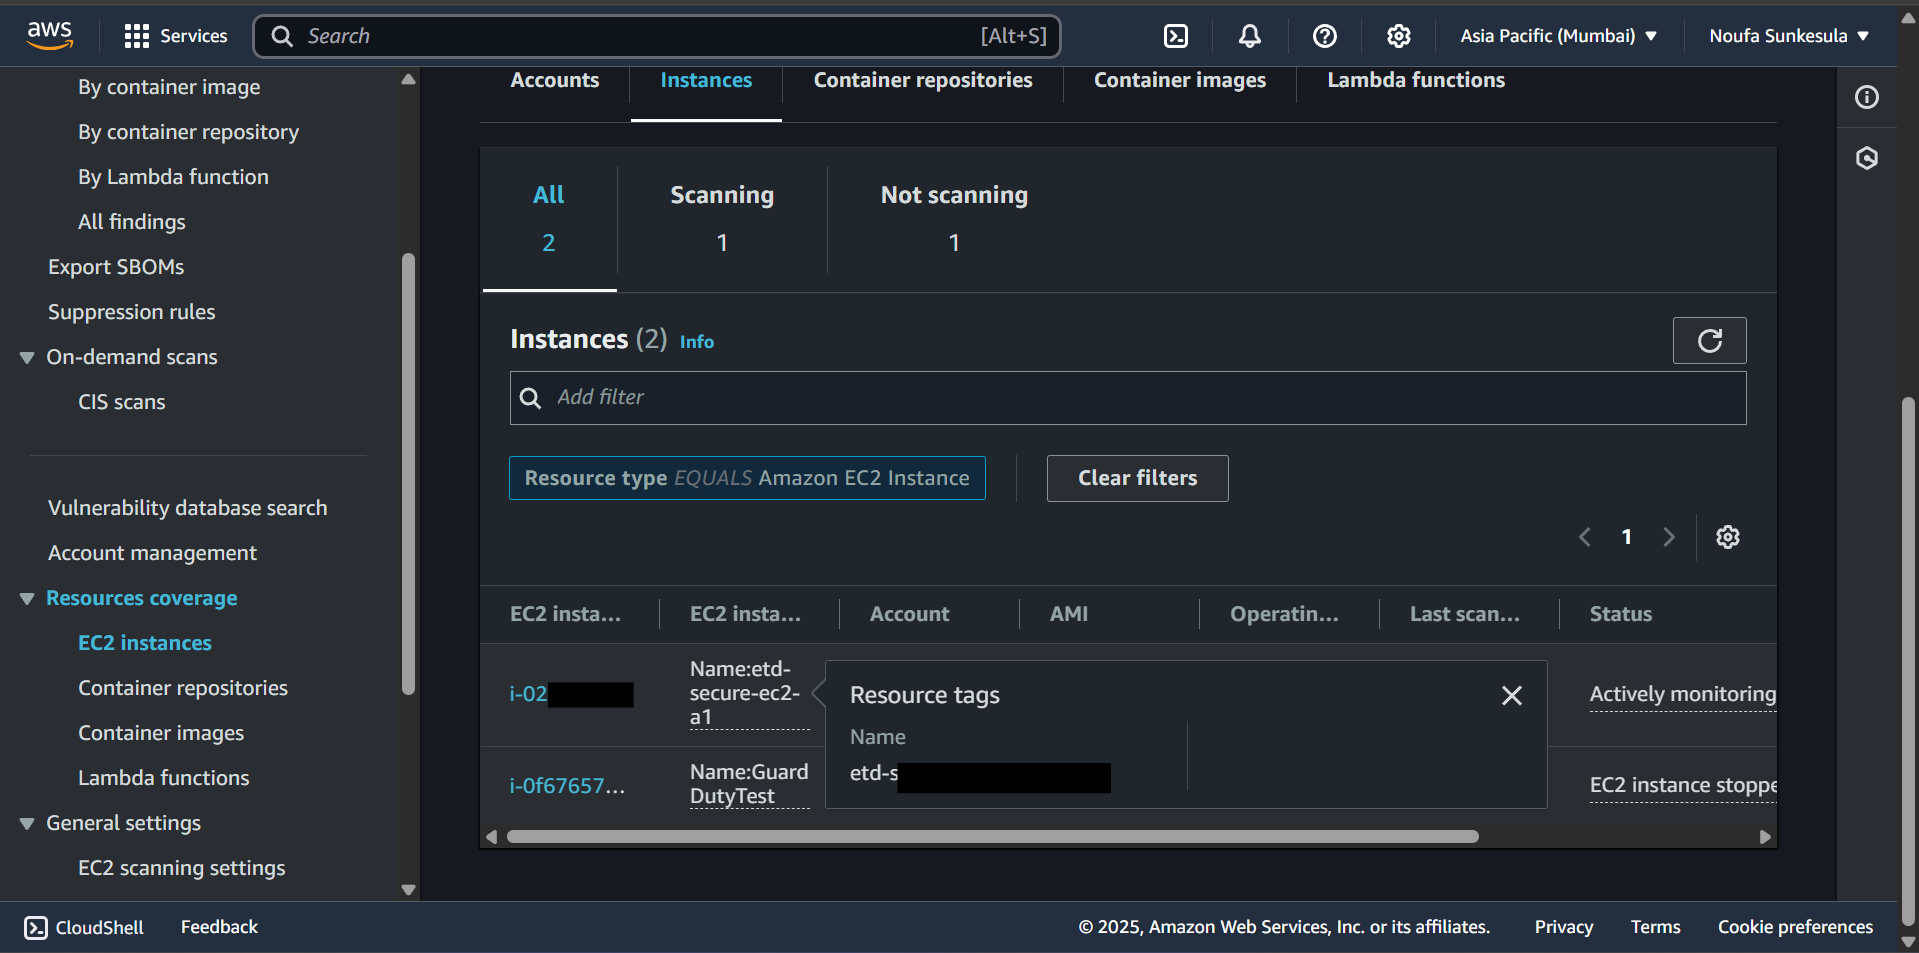 aws
Services
Search
[Alt+S]
Asia Pacific (Mumbai)
Noufa Sunkesula
By container image
By container repository
By Lambda function
All findings
Export SBOMs
Suppression rules
On-demand scans
CIS scans
Vulnerability database search
Account management
Resources coverage
EC2 instances
Container repositories
Container images
Lambda functions
General settings
EC2 scanning settings
Accounts
Instances
Container repositories
Container images
Lambda functions
All
2
Scanning
1
Not scanning
1
Instances (2) Info
Add filter
Resource type EQUALS Amazon EC2 Instance
Clear filters
1
EC2 insta...
EC2 insta...
Account
AMI
Operatin...
Last scan...
Status
i-02
Name:etd-
secure-ec2-
a1
Actively monitoring
Resource tags
Name
etd-s
i-0f67657...
Name:Guard
DutyTest
EC2 instance stoppe
CloudShell
Feedback
© 2025, Amazon Web Services, Inc. or its affiliates.
Privacy
Terms
Cookie preferences